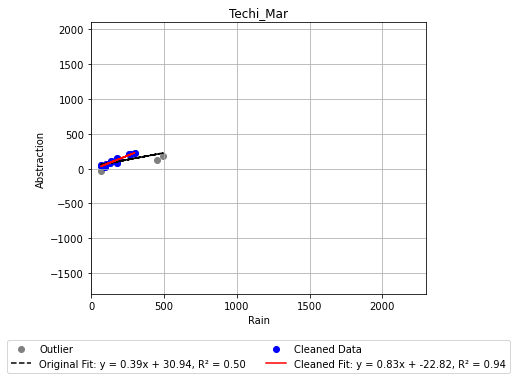 Techi_Mar
2000
1500
1000
500
0
−500
−1000
−1500
Abstraction
0 500 1000 1500 2000
Rain
Outlier Cleaned Data
Original Fit: y = 0.39x + 30.94, R² = 0.50 Cleaned Fit: y = 0.83x + -22.82, R² = 0.94